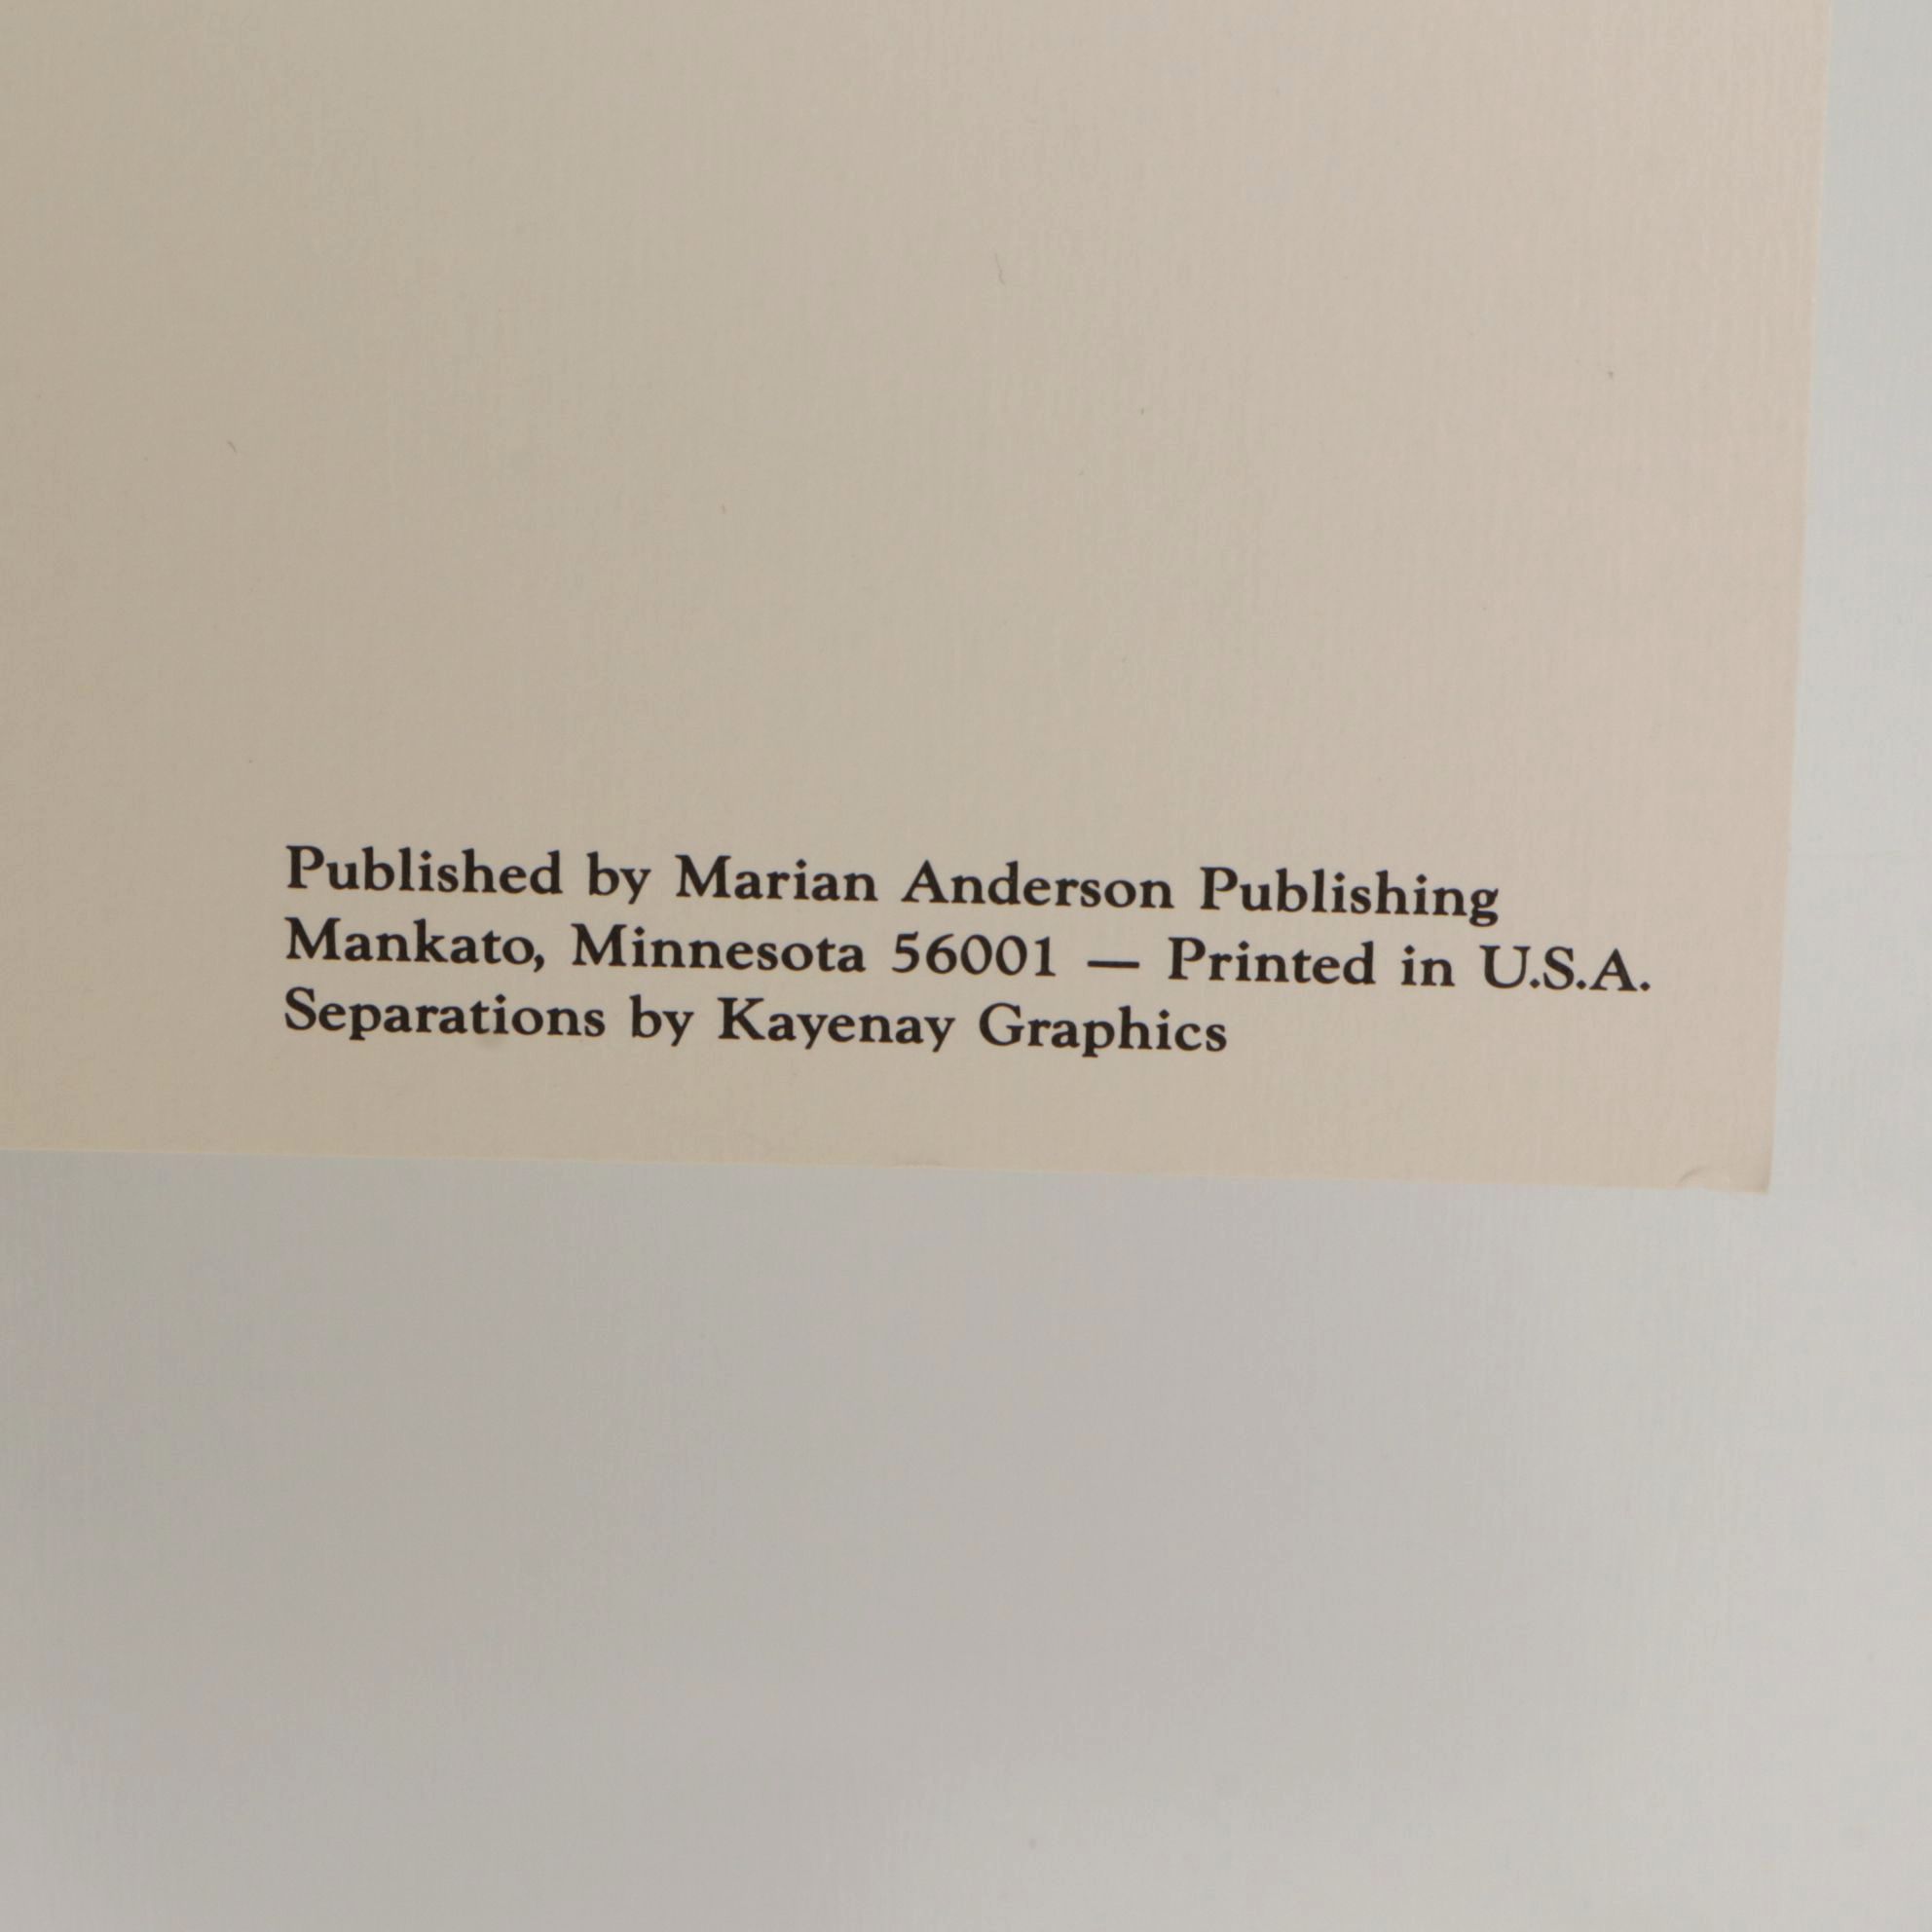 Published by Marian Anderson Publishing
Mankato, Minnesota 56001 — Printed in U.S.A.
Separations by Kayenay Graphics